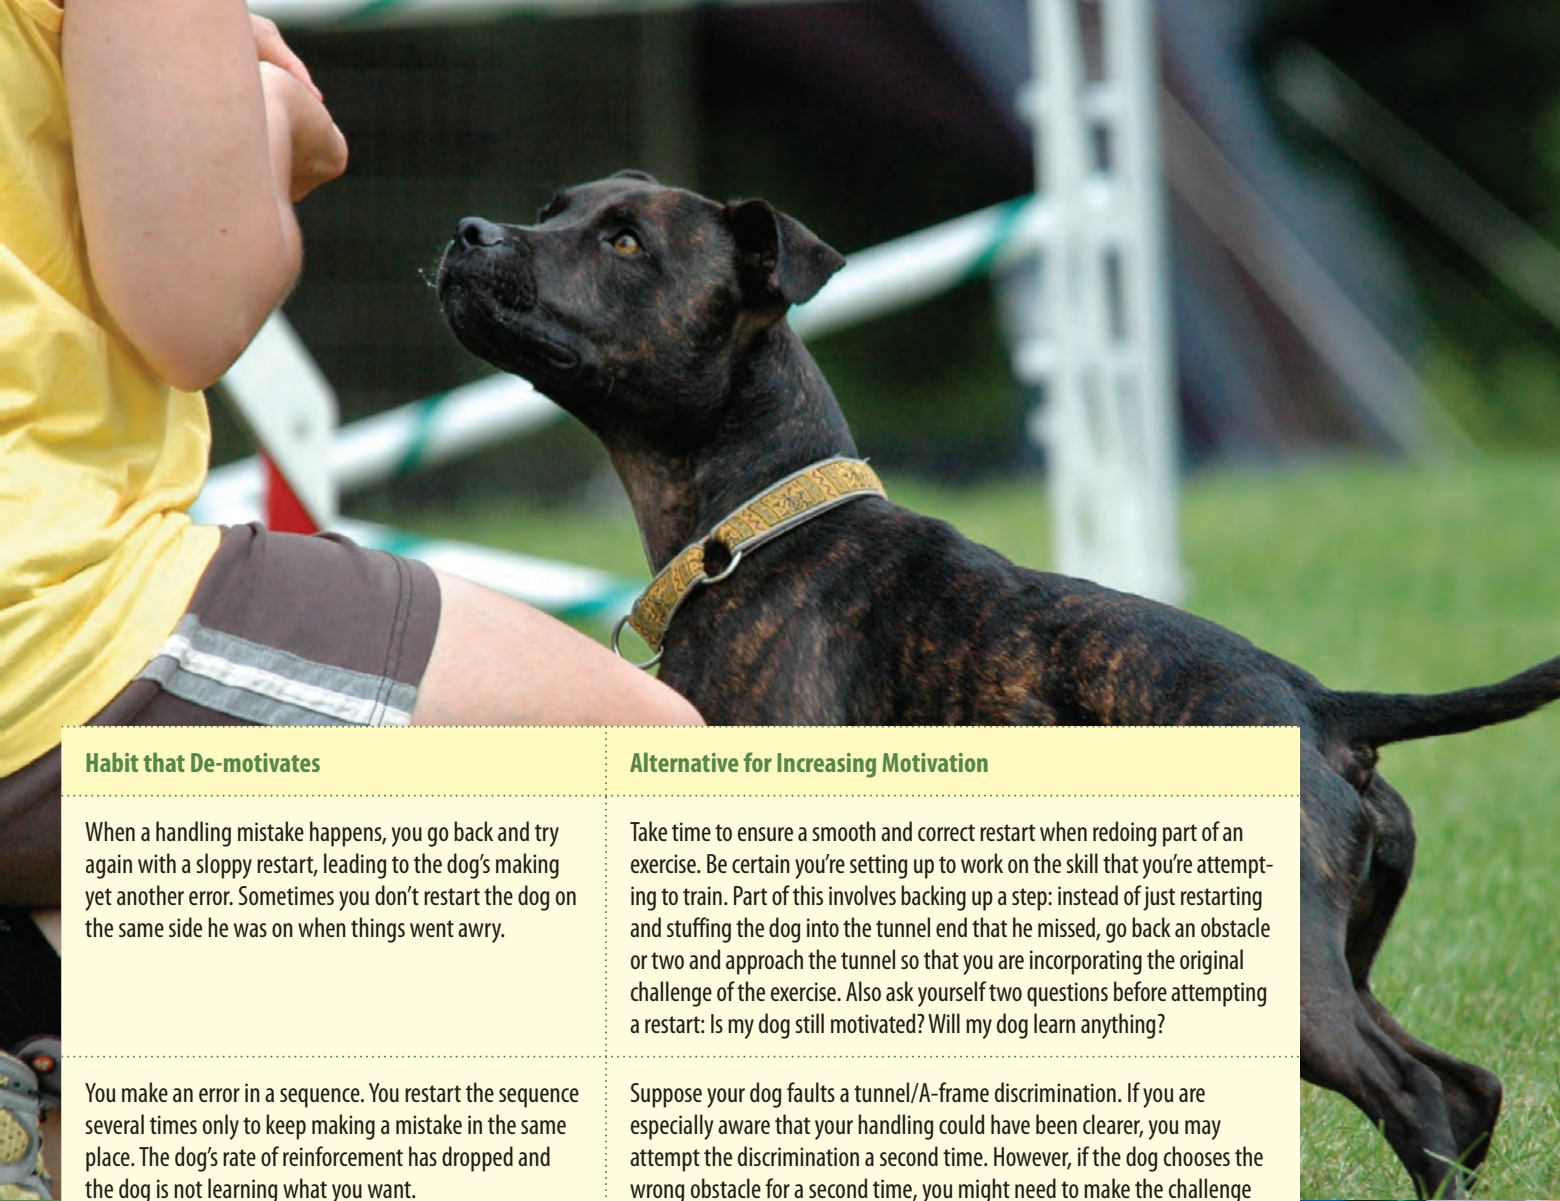 Habit that De-motivates
Alternative for Increasing Motivation
When a handling mistake happens, you go back and try
again with a sloppy restart, leading to the dog's making
yet another error. Sometimes you don't restart the dog on
the same side he was on when things went awry.
Take time to ensure a smooth and correct restart when redoing part of an
exercise. Be certain you're setting up to work on the skill that you're attempt-
ing to train. Part of this involves backing up a step: instead of just restarting
and stuffing the dog into the tunnel end that he missed, go back an obstacle
or two and approach the tunnel so that you are incorporating the original
challenge of the exercise. Also ask yourself two questions before attempting
a restart: Is my dog still motivated? Will my dog learn anything?
You make an error in a sequence. You restart the sequence
several times only to keep making a mistake in the same
place. The dog's rate of reinforcement has dropped and
the dog is not learning what you want.
Suppose your dog faults a tunnel/A-frame discrimination. If you are
especially aware that your handling could have been clearer, you may
attempt the discrimination a second time. However, if the dog chooses the
wrong obstacle for a second time, you might need to make the challenge